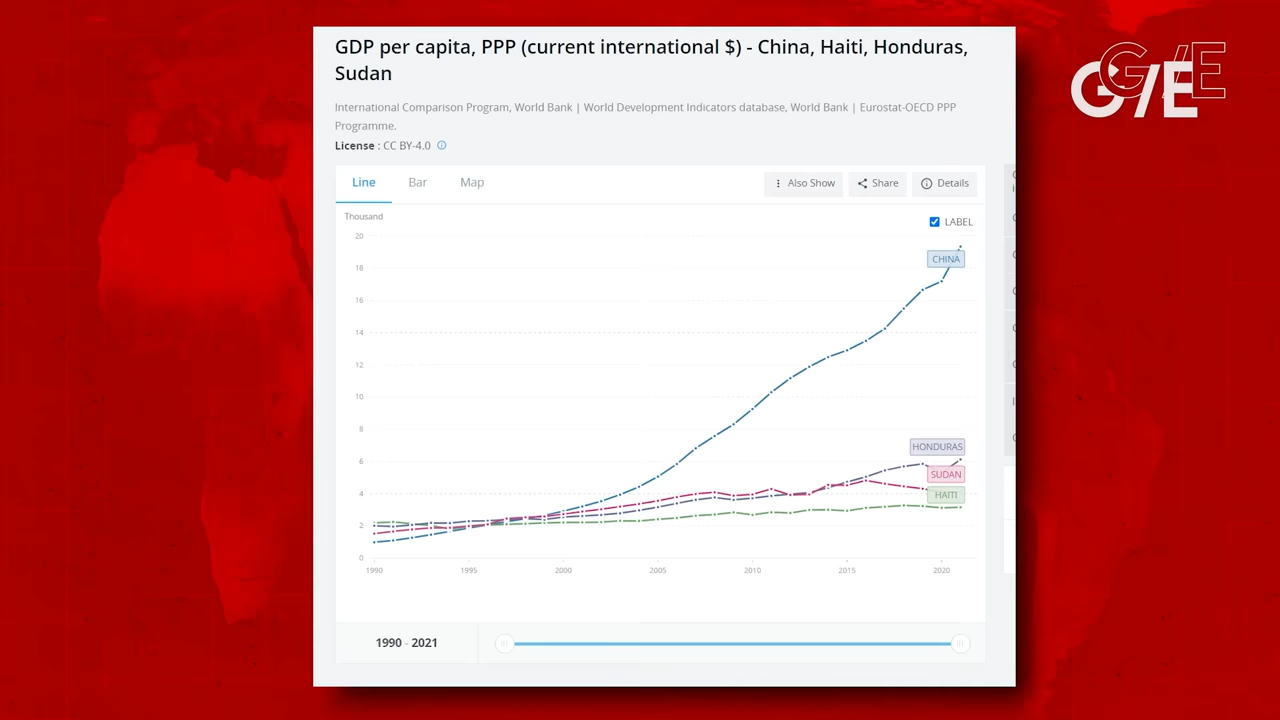 GDP per capita, PPP (current international $) - China, Haiti, Honduras,
Sudan
International Comparison Program, World Bank | World Development Indicators database, World Bank | Eurostat-OECD PPP
Programme.
License : CC BY-4.0
Line Bar Map Also Show Share Details
Thousand
LABEL
20
18
16
14
12
10
8
6
4
2
0
CHINA
HONDURAS
SUDAN
HAITI
1990 1995 2000 2005 2010 2015 2020
1990 - 2021
G/E
G/E